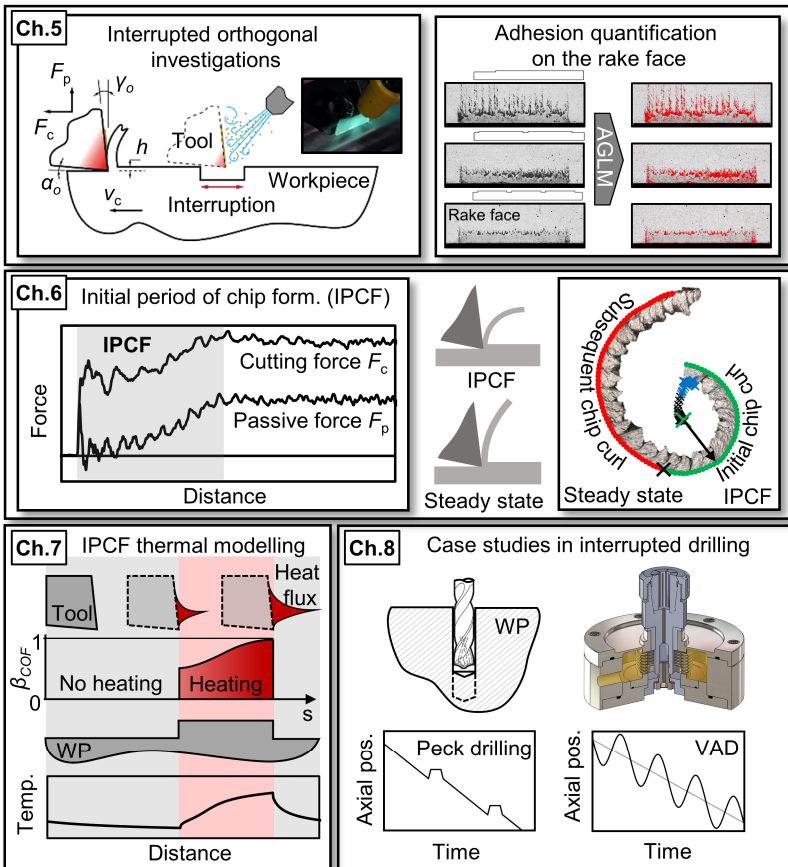 Ch.5
Interrupted orthogonal
investigations
Fp
γo
Fc
h
Tool
αo
vc
Workpiece
Interruption
Adhesion quantification
on the rake face
AGLM
Rake face
Ch.6
Initial period of chip form. (IPCF)
IPCF
Cutting force Fc
Passive force Fp
Force
Distance
IPCF
Steady state
Subsequent chip curl
Initial chip curl
Steady state
IPCF
Ch.7
IPCF thermal modelling
Heat
flux
Tool
1
βCOF
No heating
Heating
0
s
WP
Temp.
Distance
Ch.8
Case studies in interrupted drilling
WP
Peck drilling
Axial pos.
Time
VAD
Axial pos.
Time